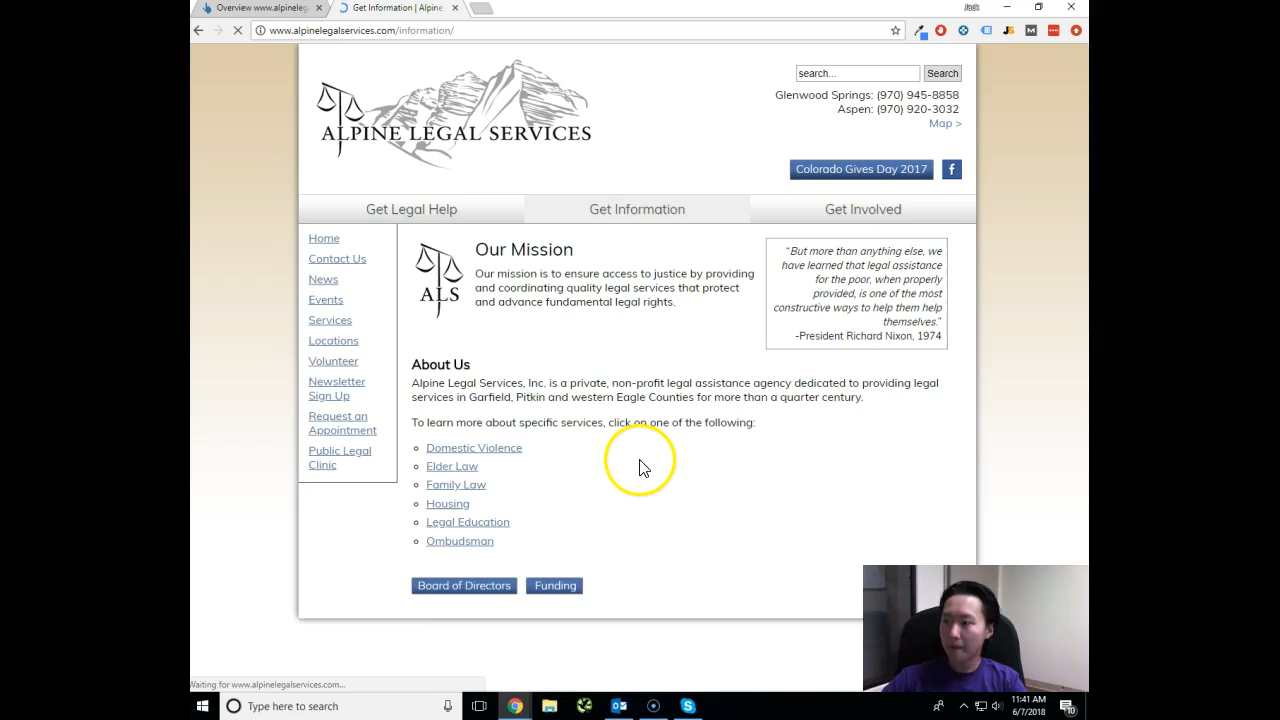 Overview www.alpineleg
Get Information | Alpine
Jack
www.alpinelegalservices.com/information/
search...
Search
Glenwood Springs: (970) 945-8858
Aspen: (970) 920-3032
Map >
ALPINE LEGAL SERVICES
Colorado Gives Day 2017
f
Get Legal Help
Get Information
Get Involved
Home
Contact Us
News
Events
Services
Locations
Volunteer
Newsletter
Sign Up
Request an
Appointment
Public Legal
Clinic
ALS
Our Mission
Our mission is to ensure access to justice by providing
and coordinating quality legal services that protect
and advance fundamental legal rights.
“But more than anything else, we
have learned that legal assistance
for the poor, when properly
provided, is one of the most
constructive ways to help them help
themselves.”
-President Richard Nixon, 1974
About Us
Alpine Legal Services, Inc. is a private, non-profit legal assistance agency dedicated to providing legal
services in Garfield, Pitkin and western Eagle Counties for more than a quarter century.
To learn more about specific services, click on one of the following:
Domestic Violence
Elder Law
Family Law
Housing
Legal Education
Ombudsman
Board of Directors
Funding
Waiting for www.alpinelegalservices.com...
Type here to search
11:41 AM
6/7/2018
10